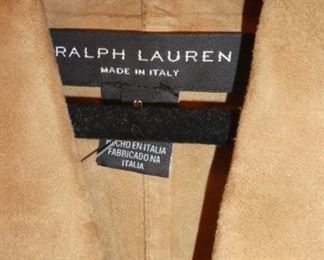 RALPH LAUREN
MADE IN ITALY
HECHO EN ITALIA
FABRICADO NA
ITALIA